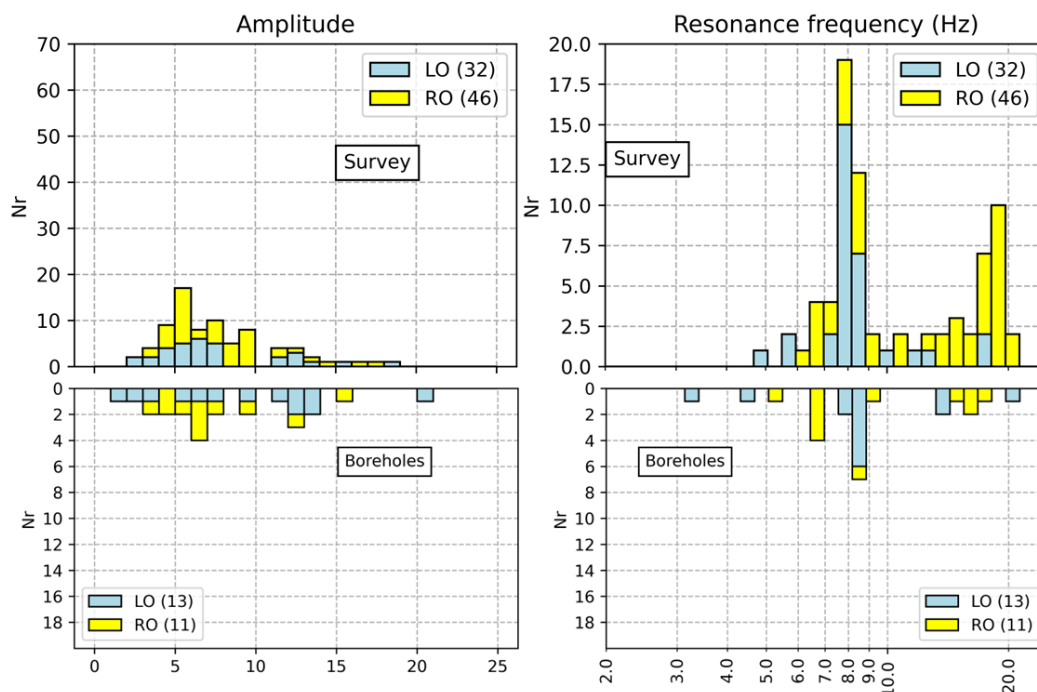 Amplitude
70
60
50
40
30
20
10
0
Nr
LO (32)
RO (46)
Survey
Resonance frequency (Hz)
20.0
17.5
15.0
12.5
10.0
7.5
5.0
2.5
0.0
Nr
LO (32)
RO (46)
Survey
0
2
4
6
8
10
12
14
16
18
Nr
Boreholes
LO (13)
RO (11)
0
5
10
15
20
25
0
2
4
6
8
10
12
14
16
18
Nr
Boreholes
LO (13)
RO (11)
2.0
3.0
4.0
5.0
6.0
7.0
8.0
9.0
10.0
20.0